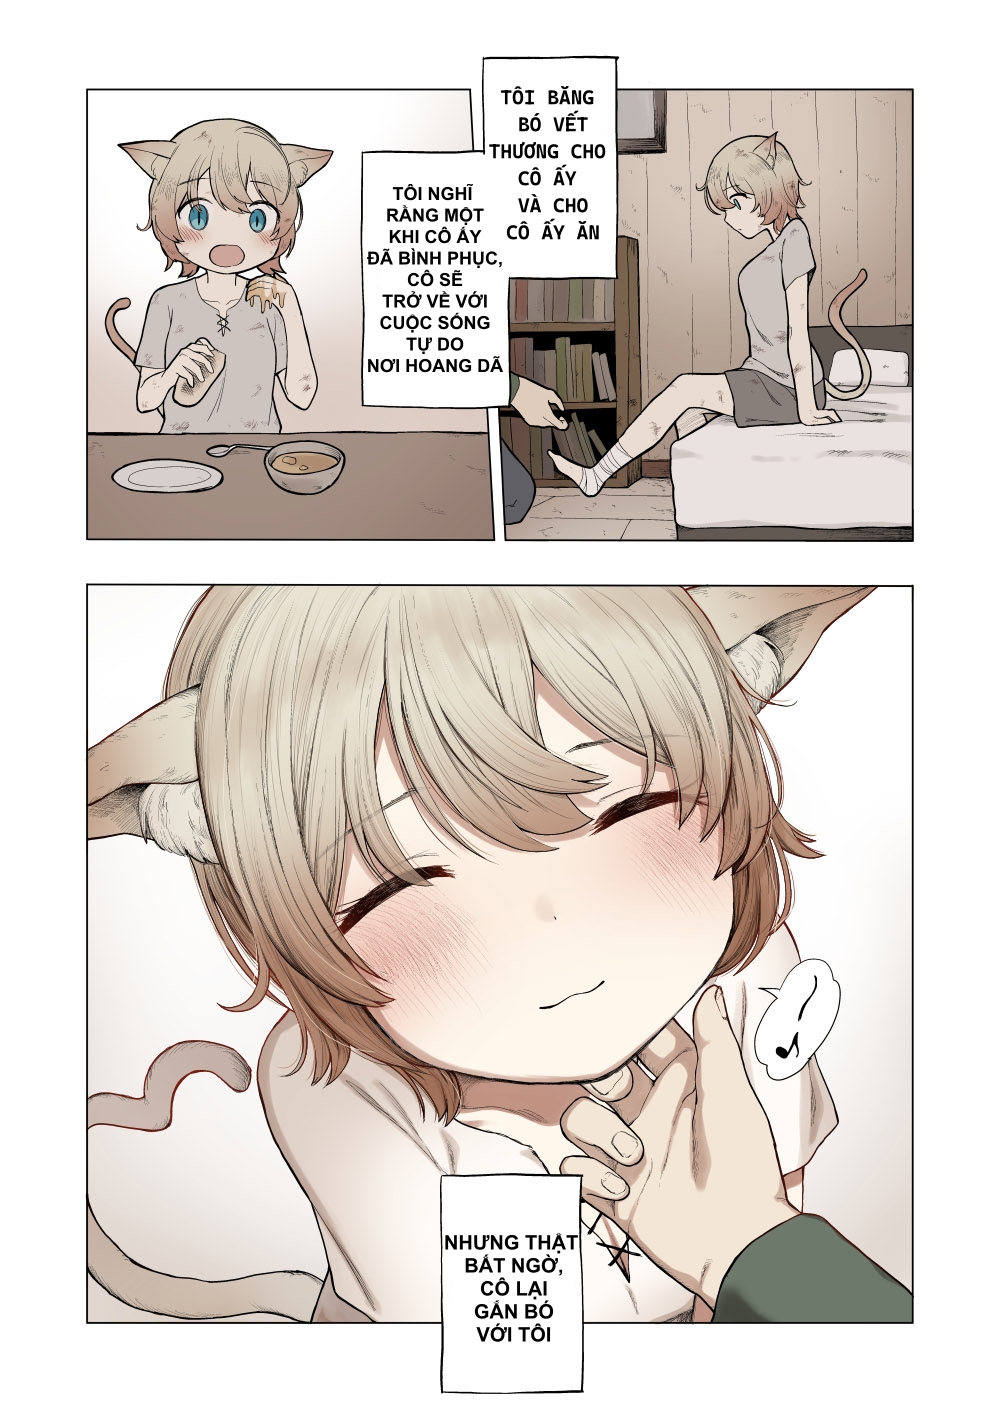 TÔI BĂNG
BÓ VẾT
THƯƠNG CHO
CÔ ẤY
VÀ CHO
CÔ ẤY ĂN
TÔI NGHĨ
RẰNG MỘT
KHI CÔ ẤY
ĐÃ BÌNH PHỤC,
CÔ SẼ
TRỞ VỀ VỚI
CUỘC SỐNG
TỰ DO
NƠI HOANG DÃ
NHƯNG THẬT
BẤT NGỜ,
CÔ LẠI
GẮN BÓ
VỚI TÔI